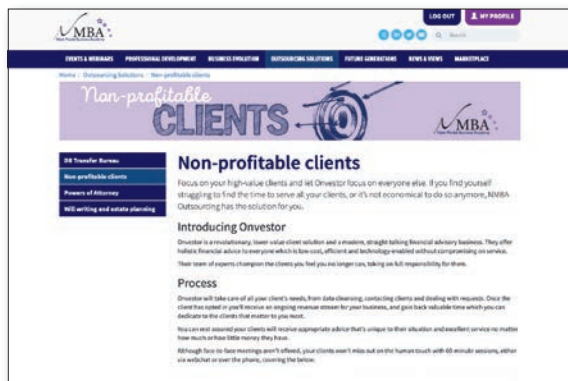 NMBA
LOG OUT
MY PROFILE
Search
EVENTS & WEBINARS PROFESSIONAL DEVELOPMENT BUSINESS EVOLUTION OUTSOURCING SOLUTIONS FUTURE GENERATIONS NEWS & VIEWS MARKETPLACE
Home Outsourcing Solutions Non-profitable clients
Non-profitable
CLIENTS
NMBA
DB Transfer Bureau
Non-profitable clients
Powers of Attorney
Will writing and estate planning
Non-profitable clients
Focus on your high-value clients and let Onvestor focus on everyone else. If you find yourself
struggling to find the time to serve all your clients, or it's not economical to do so anymore, NMBA
Outsourcing has the solution for you.
Introducing Onvestor
Onvestor is a revolutionary, lower-value client solution and a modern, straight talking financial advisory business. They offer
holistic financial advice to everyone which is low-cost, efficient and technology-enabled without compromising on service.
Their team of experts champion the clients you feel you no longer can, taking on full responsibility for them.
Process
Onvestor will take care of all your client's needs, from data cleansing, contacting clients and dealing with requests. Once the
client has opted in you'll receive an ongoing revenue stream for your business, and gain back valuable time which you can
dedicate to the clients that matter to you most.
You can rest assured your clients will receive appropriate advice that's unique to their situation and excellent service no matter
how much or how little money they have.
Although face-to-face meetings aren't offered, your clients won't miss out on the human touch with 60 minute sessions, either
via webchat or over the phone, covering the below: